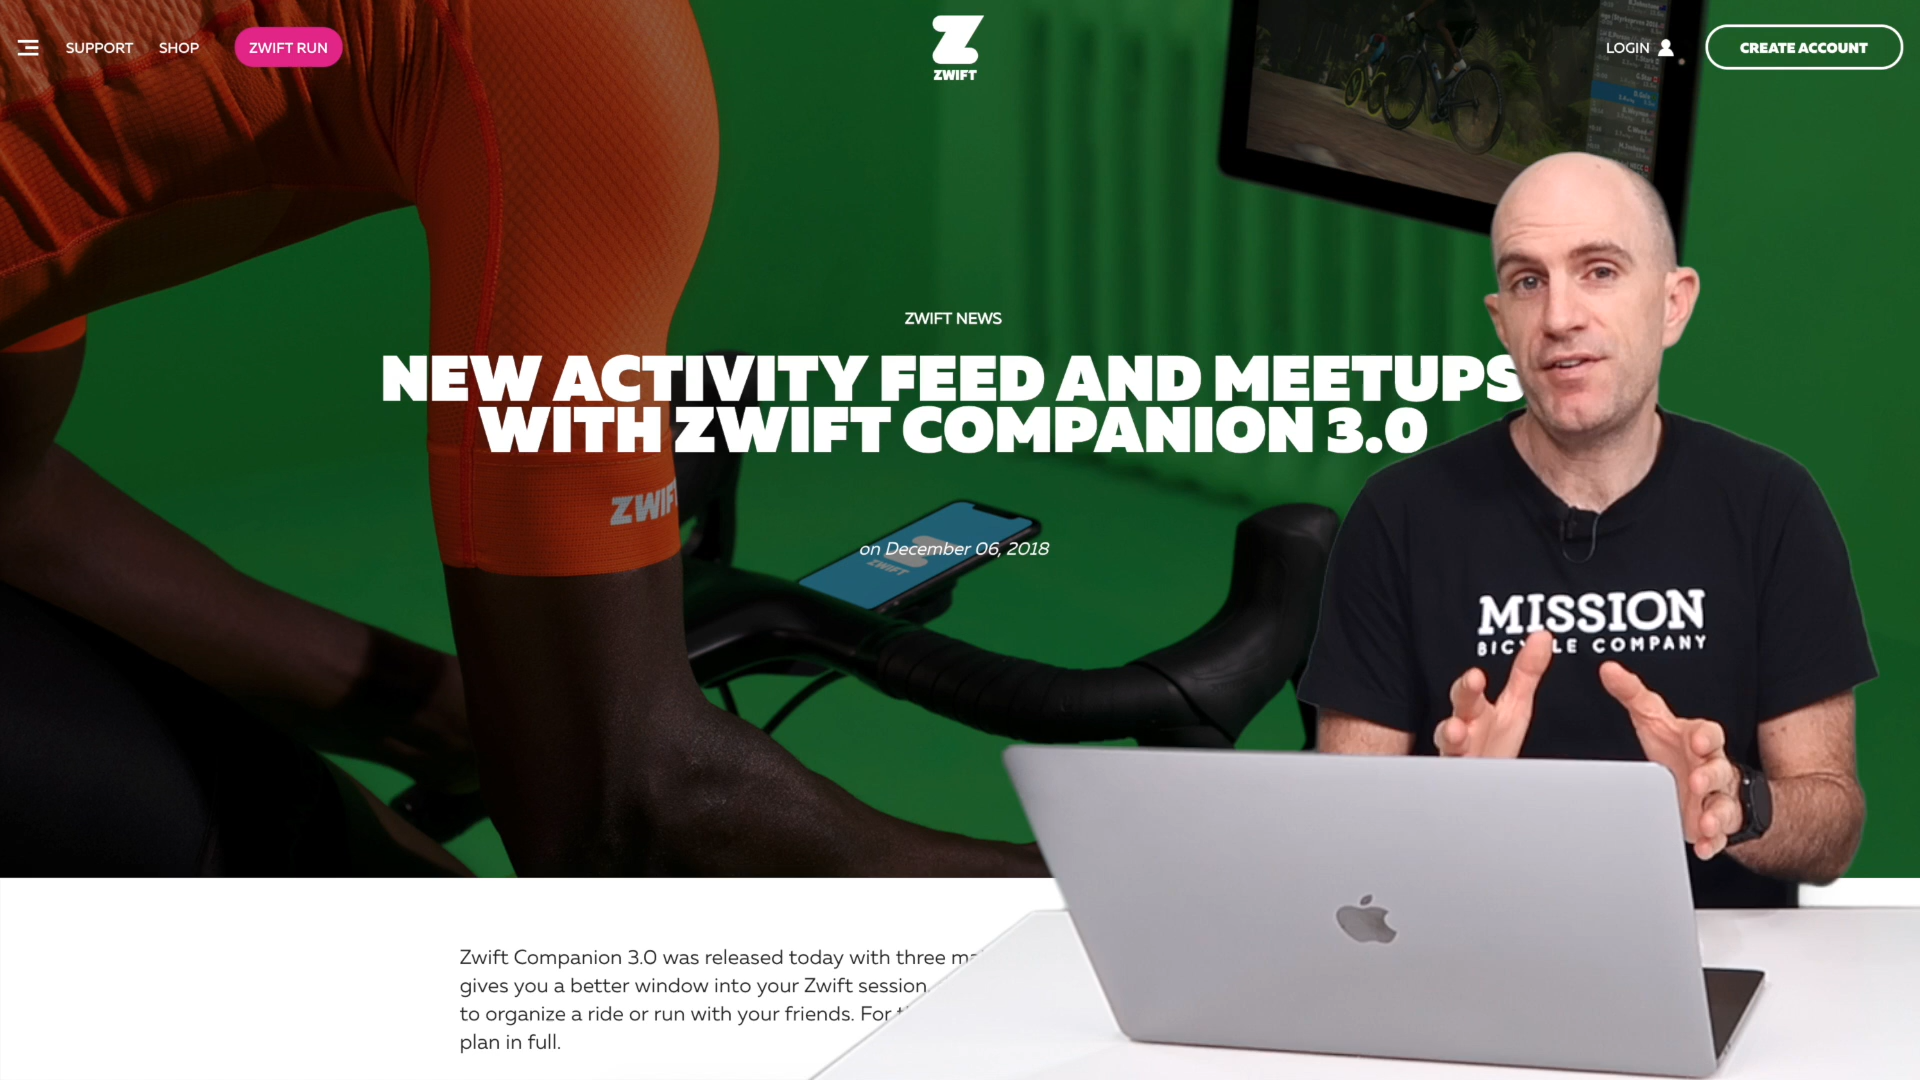 SUPPORT
SHOP
ZWIFT RUN
ZWIFT
LOGIN
CREATE ACCOUNT
ZWIFT NEWS
NEW ACTIVITY FEED AND MEETUPS
WITH ZWIFT COMPANION 3.0
ZWIFT
on December 06, 2018
MISSION
BICYCLE COMPANY
Zwift Companion 3.0 was released today with three
gives you a better window into your Zwift session
to organize a ride or run with your friends. For
plan in full.